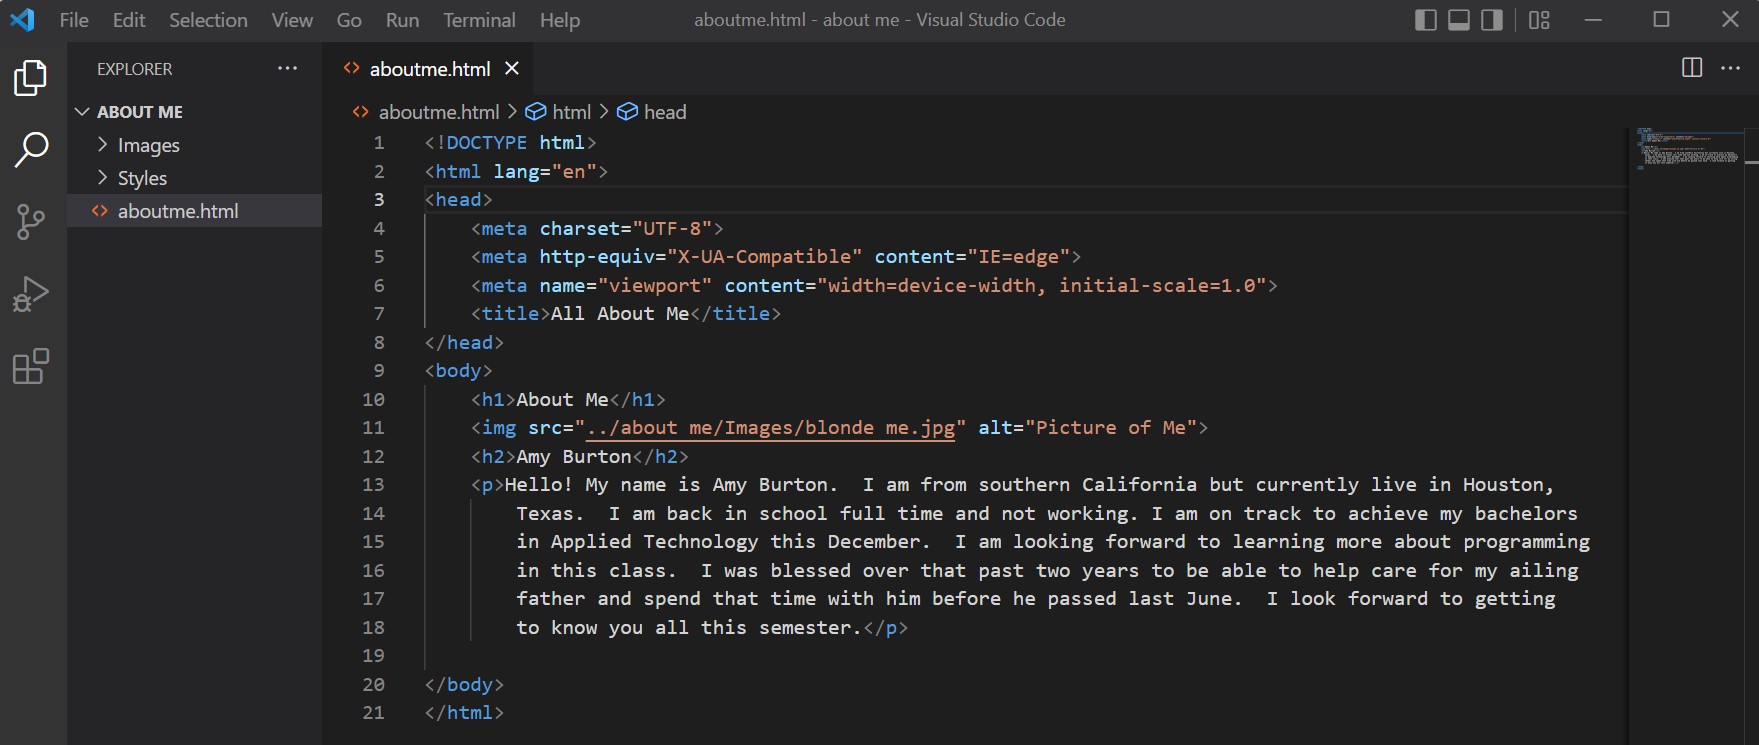 File Edit Selection View Go Run Terminal Help aboutme.html - about me - Visual Studio Code
EXPLORER
ABOUT ME
Images
Styles
aboutme.html
aboutme.html
aboutme.html > html > head
1 <!DOCTYPE html>
2 <html lang="en">
3 <head>
4 <meta charset="UTF-8">
5 <meta http-equiv="X-UA-Compatible" content="IE=edge">
6 <meta name="viewport" content="width=device-width, initial-scale=1.0">
7 <title>All About Me</title>
8 </head>
9 <body>
10 <h1>About Me</h1>
11 <img src="../about me/Images/blonde me.jpg" alt="Picture of Me">
12 <h2>Amy Burton</h2>
13 <p>Hello! My name is Amy Burton.  I am from southern California but currently live in Houston,
14 Texas.  I am back in school full time and not working. I am on track to achieve my bachelors
15 in Applied Technology this December.  I am looking forward to learning more about programming
16 in this class.  I was blessed over that past two years to be able to help care for my ailing
17 father and spend that time with him before he passed last June.  I look forward to getting
18 to know you all this semester.</p>
19
20 </body>
21 </html>